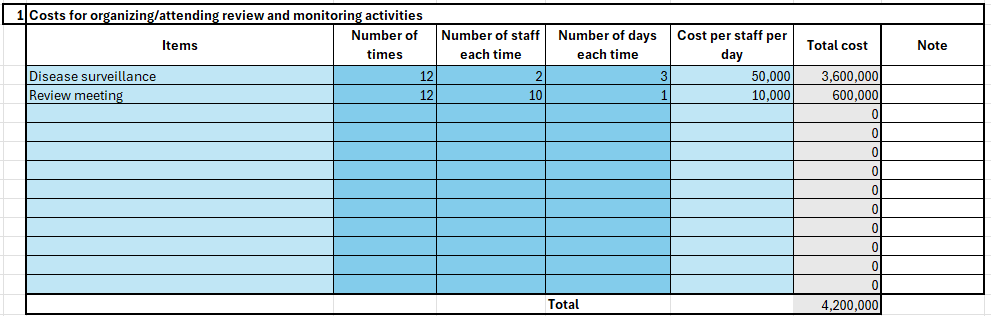 1 Costs for organizing/attending review and monitoring activities
Items Number of times Number of staff each time Number of days each time Cost per staff per day Total cost Note
Disease surveillance 12 2 3 50,000 3,600,000
Review meeting 12 10 1 10,000 600,000
0
0
0
0
0
0
0
0
0
0
Total 4,200,000